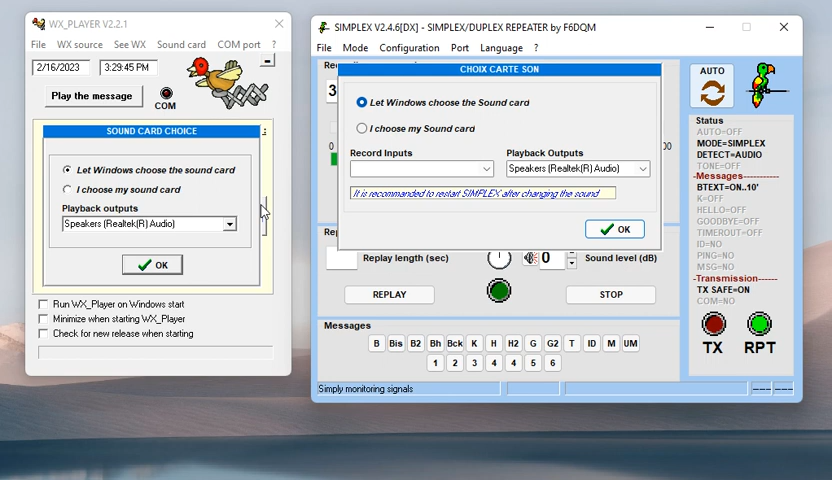 WX_PLAYER V2.2.1
File WX source See WX Sound card COM port ?
2/16/2023 3:29:45 PM
Play the message
COM
SOUND CARD CHOICE
Let Windows choose the sound card
I choose my sound card
Playback outputs
Speakers (Realtek(R) Audio)
OK
Run WX_Player on Windows start
Minimize when starting WX_Player
Check for new release when starting
SIMPLEX V2.4.6[DX] - SIMPLEX/DUPLEX REPEATER by F6DQM
File Mode Configuration Port Language ?
CHOIX CARTE SON
Let Windows choose the Sound card
I choose my Sound card
Record Inputs Playback Outputs
Speakers (Realtek(R) Audio)
It is recommanded to restart SIMPLEX after changing the sound
OK
Replay length (sec) 0 Sound level (dB)
REPLAY STOP
Messages
B Bis B2 Bh Bck K H H2 G G2 T ID M UM
1 2 3 4 5 6
Simply monitoring signals
AUTO
Status
AUTO=OFF
MODE=SIMPLEX
DETECT=AUDIO
TONE=OFF
-Messages-------
BTEXT=ON..10'
K=OFF
HELLO=OFF
GOODBYE=OFF
TIMEROUT=OFF
ID=NO
PING=NO
MSG=NO
-Transmission------
TX SAFE=ON
COM=NO
TX RPT